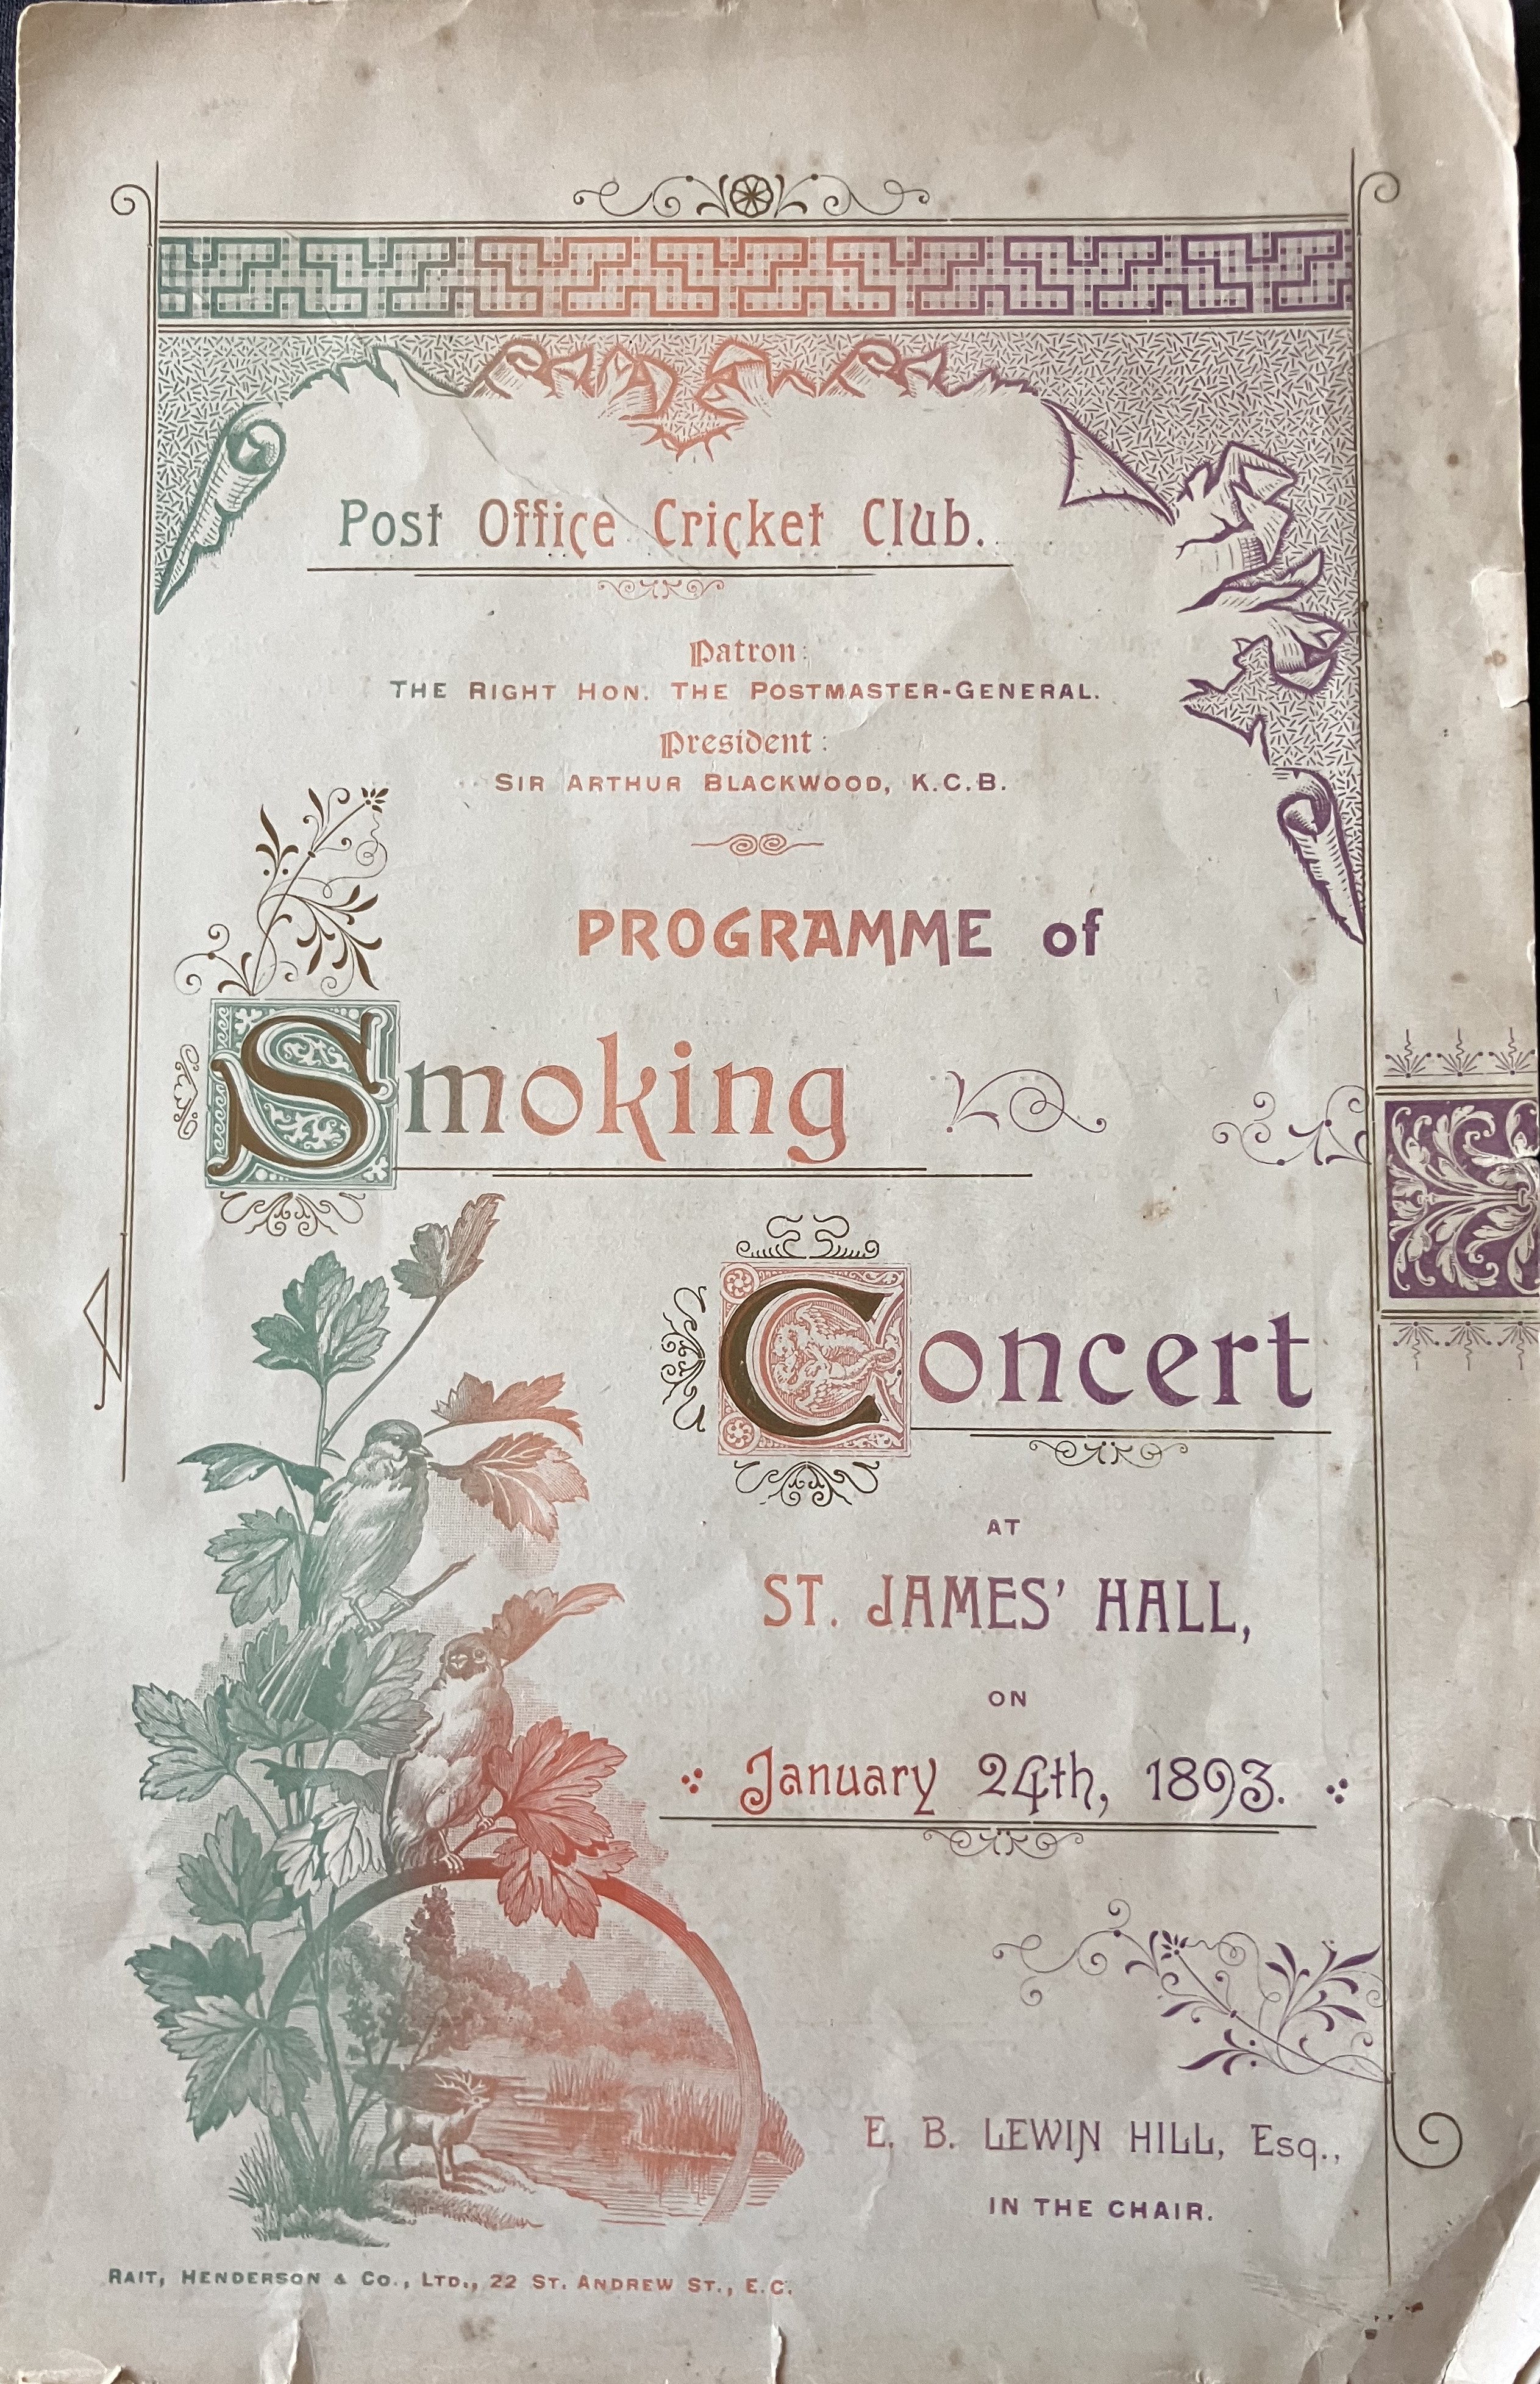 Post Office Cricket Club.
Patron:
THE RIGHT HON. THE POSTMASTER-GENERAL.
President:
SIR ARTHUR BLACKWOOD, K.C.B.
PROGRAMME of
Smoking
Concert
AT
ST. JAMES' HALL,
ON
January 24th, 1893.
E. B. LEWIN HILL, Esq.,
IN THE CHAIR.
RAIT, HENDERSON & CO., LTD., 22 ST. ANDREW ST., E.C.